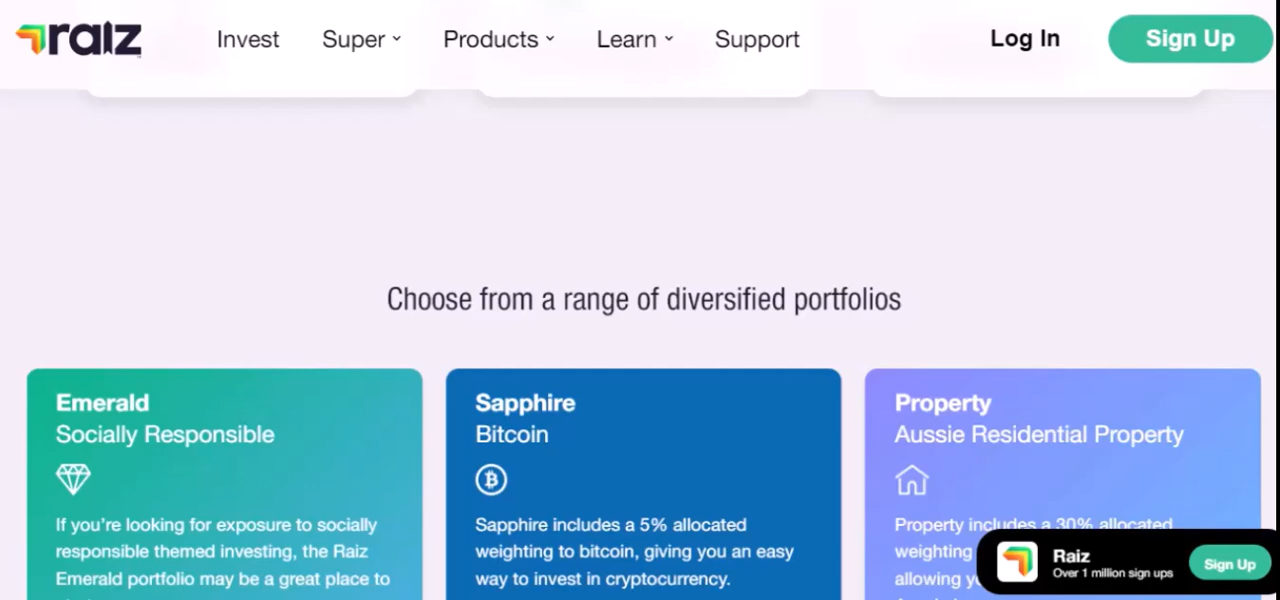 raiz Invest Super Products Learn Support Log In Sign Up
Choose from a range of diversified portfolios
Emerald
Socially Responsible
If you're looking for exposure to socially
responsible themed investing, the Raiz
Emerald portfolio may be a great place to
Sapphire
Bitcoin
Sapphire includes a 5% allocated
weighting to bitcoin, giving you an easy
way to invest in cryptocurrency.
Property
Aussie Residential Property
Property includes a 30% allocated
weighting
allowing
Raiz
Over 1 million sign ups
Sign Up